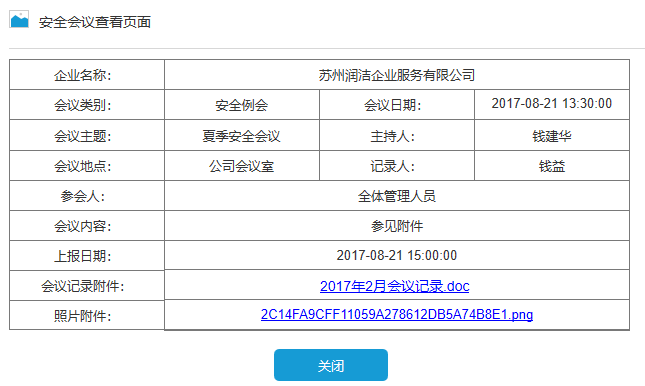 安全会议查看页面
企业名称： 苏州润洁企业服务有限公司
会议类别： 安全例会 会议日期： 2017-08-21 13:30:00
会议主题： 夏季安全会议 主持人： 钱建华
会议地点： 公司会议室 记录人： 钱益
参会人： 全体管理人员
会议内容： 参见附件
上报日期： 2017-08-21 15:00:00
会议记录附件： 2017年2月会议记录.doc
照片附件： 2C14FA9CFF11059A278612DB5A74B8E1.png
关闭